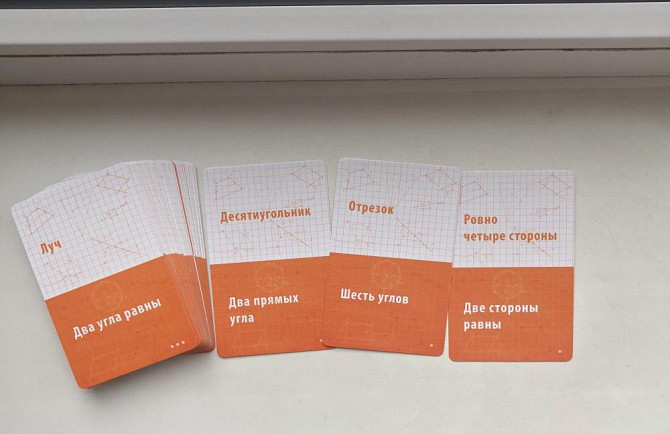 Луч
Два угла равны
Десятиугольник
Два прямых
угла
Отрезок
Шесть углов
Ровно
четыре стороны
Две стороны
равны